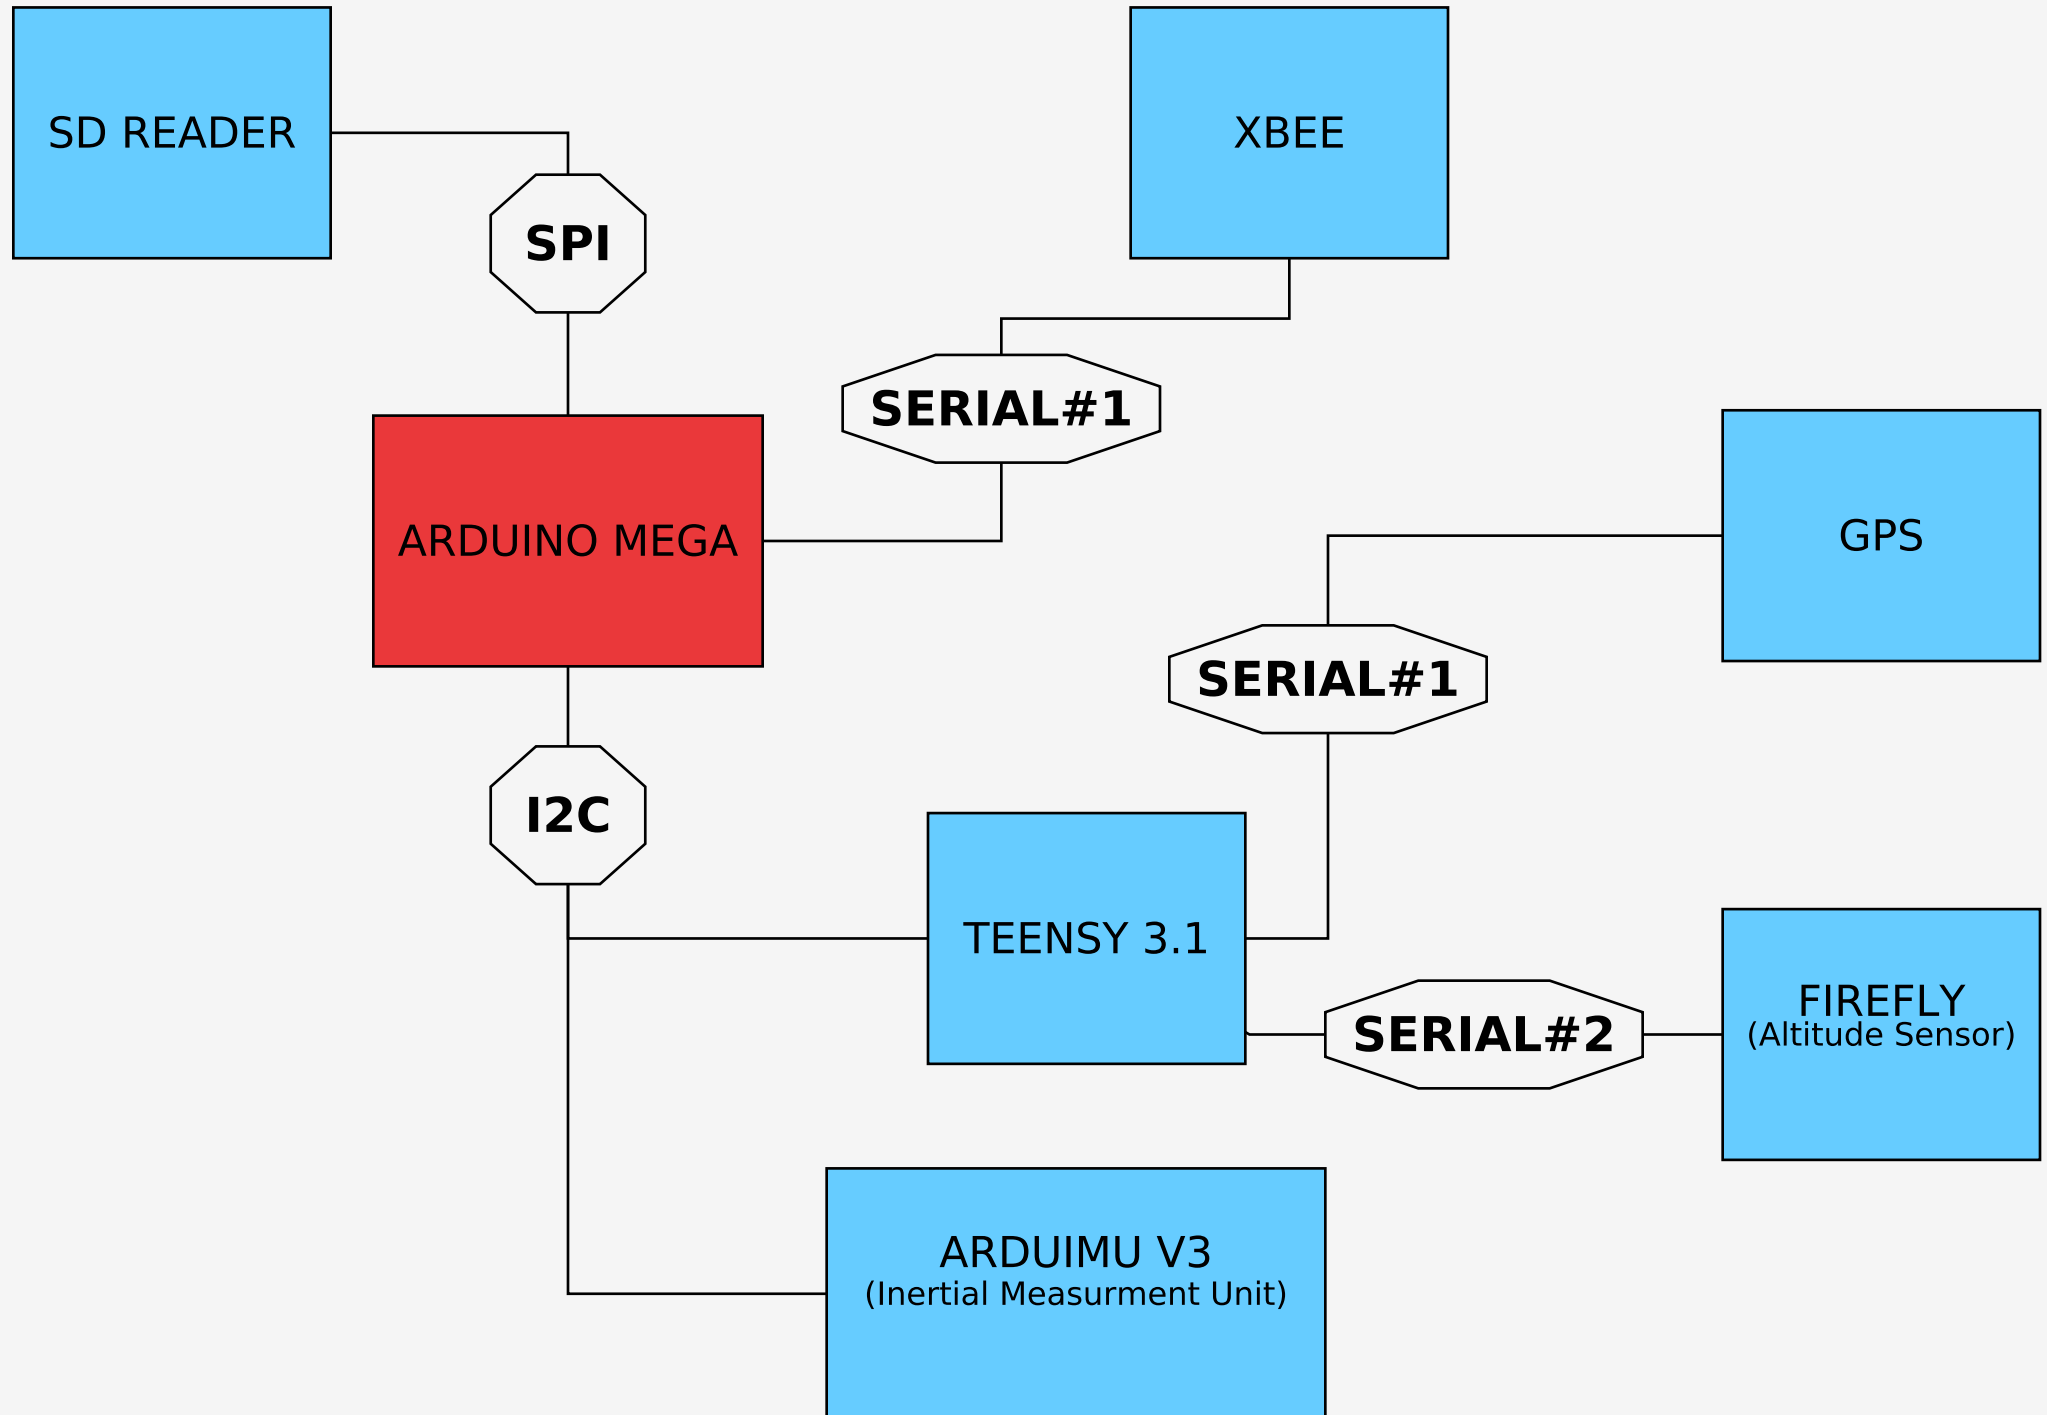 SD READER
XBEE
SPI
SERIAL#1
ARDUINO MEGA
GPS
SERIAL#1
I2C
TEENSY 3.1
FIREFLY
(Altitude Sensor)
SERIAL#2
ARDUIMU V3
(Inertial Measurment Unit)